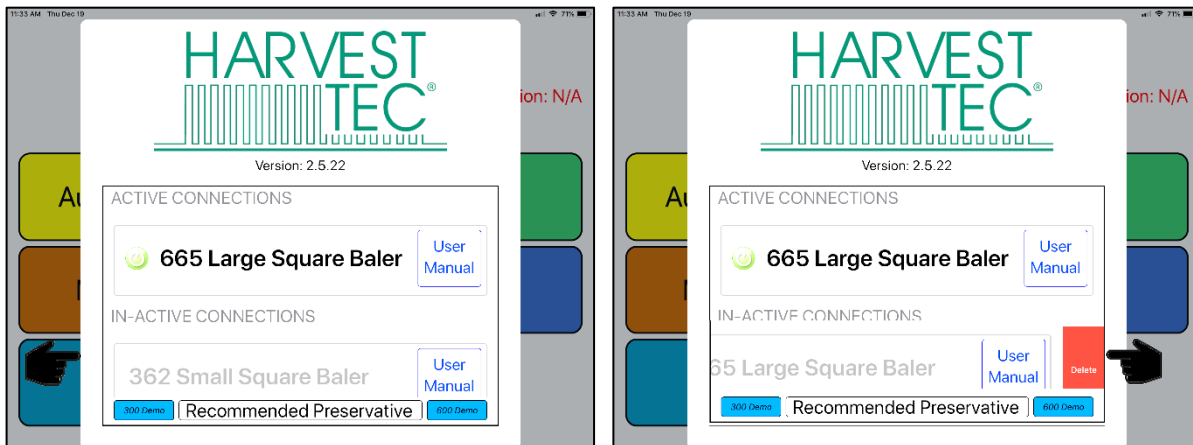 11:33 AM Thu Dec 19
71%
HARVEST
TEC®
ion: N/A
Version: 2.5.22
Au
ACTIVE CONNECTIONS
665 Large Square Baler
User
Manual
IN-ACTIVE CONNECTIONS
362 Small Square Baler
User
Manual
300 Demo
Recommended Preservative
600 Demo
11:33 AM Thu Dec 19
71%
HARVEST
TEC®
ion: N/A
Version: 2.5.22
Au
ACTIVE CONNECTIONS
665 Large Square Baler
User
Manual
IN-ACTIVE CONNECTIONS
65 Large Square Baler
User
Manual
Delete
300 Demo
Recommended Preservative
600 Demo